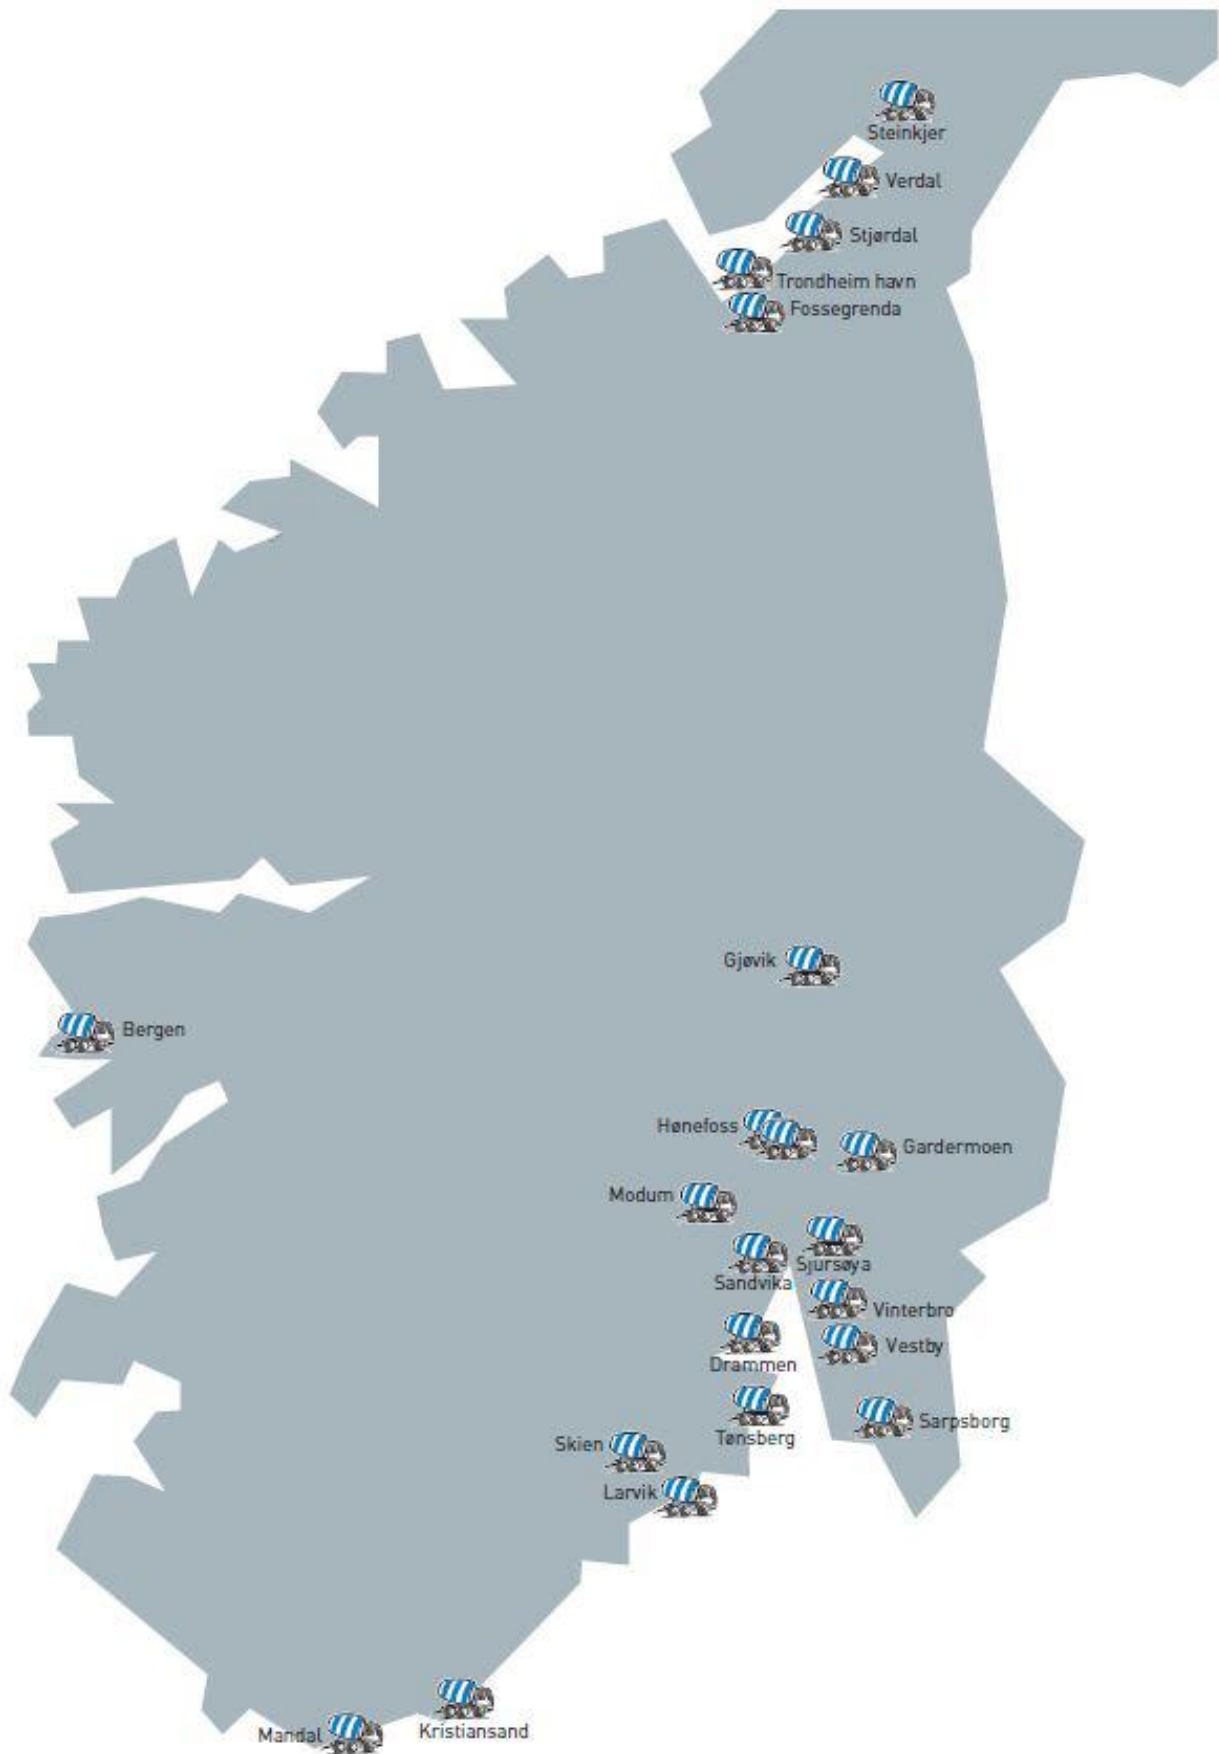 Steinkjer
Verdal
Stjørdal
Trondheim havn
Fossegrenda
Gjøvik
Bergen
Hønefoss
Gardermoen
Modum
Sjursøya
Sandvika
Vinterbro
Vestby
Drammen
Sarpsborg
Tønsberg
Skien
Larvik
Kristiansand
Mandal